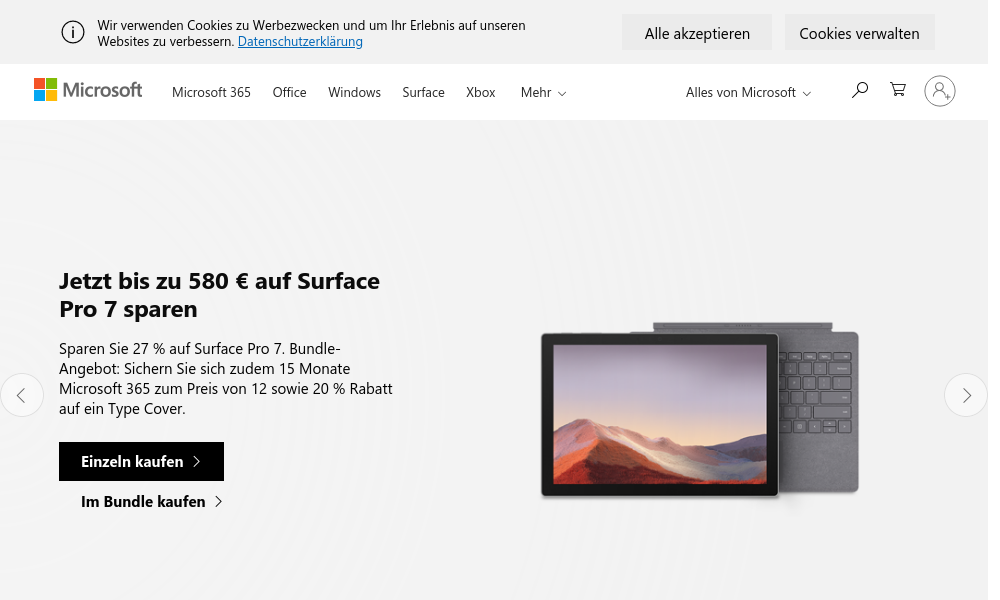 Wir verwenden Cookies zu Werbezwecken und um Ihr Erlebnis auf unseren
Websites zu verbessern. Datenschutzerklärung
Alle akzeptieren
Cookies verwalten
Microsoft
Microsoft 365
Office
Windows
Surface
Xbox
Mehr
Alles von Microsoft
Jetzt bis zu 580 € auf Surface
Pro 7 sparen
Sparen Sie 27 % auf Surface Pro 7. Bundle-
Angebot: Sichern Sie sich zudem 15 Monate
Microsoft 365 zum Preis von 12 sowie 20 % Rabatt
auf ein Type Cover.
Einzeln kaufen
Im Bundle kaufen